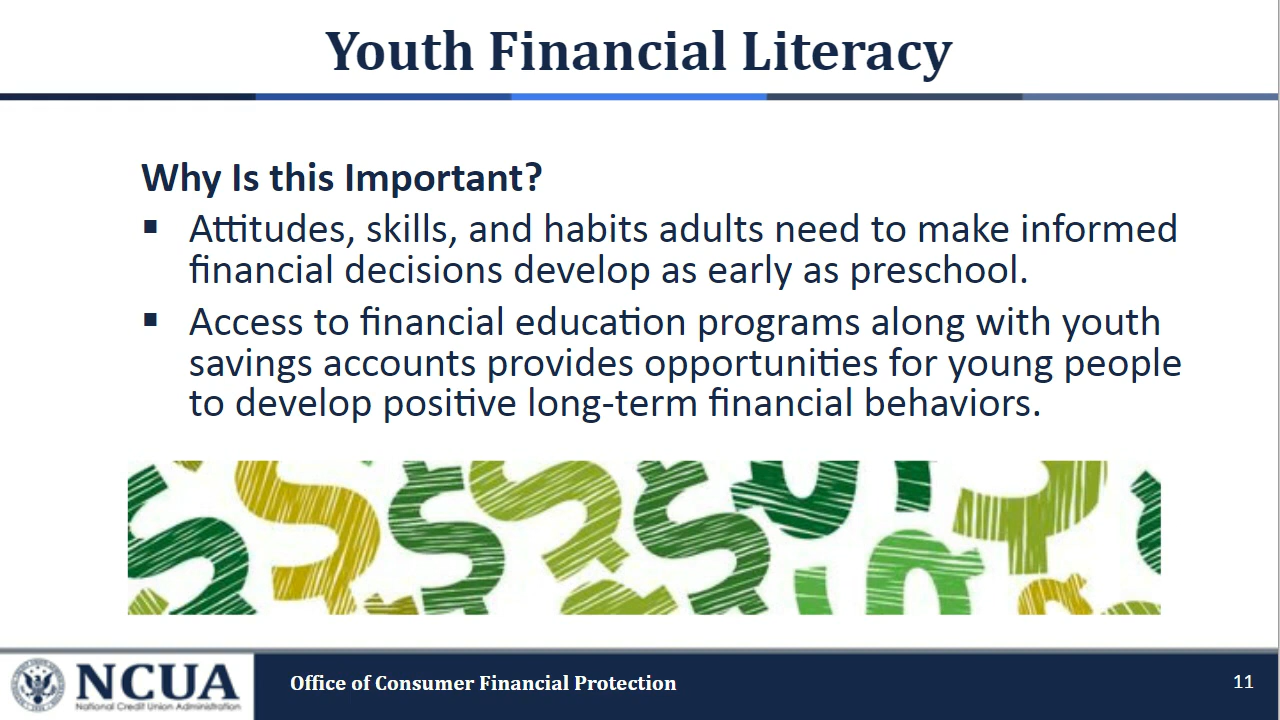 Youth Financial Literacy
Why Is this Important?
▪ Attitudes, skills, and habits adults need to make informed
financial decisions develop as early as preschool.
▪ Access to financial education programs along with youth
savings accounts provides opportunities for young people
to develop positive long-term financial behaviors.
NCUA
National Credit Union Administration
Office of Consumer Financial Protection
11